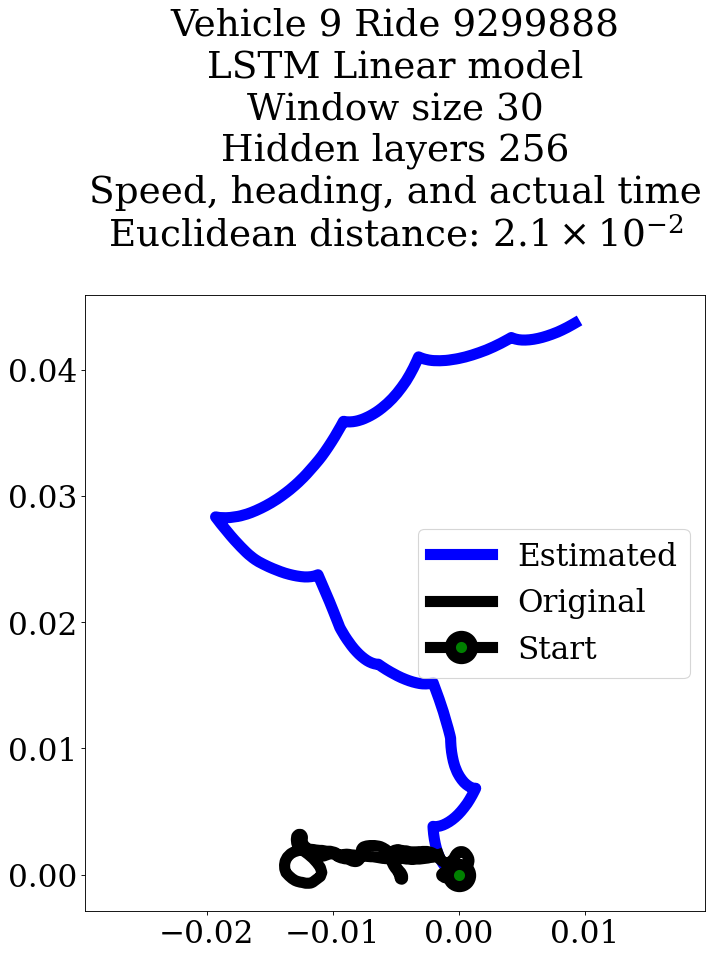 Vehicle 9 Ride 9299888
LSTM Linear model
Window size 30
Hidden layers 256
Speed, heading, and actual time
Euclidean distance: 2.1 × 10⁻²
0.04
0.03
0.02
0.01
0.00
Estimated
Original
Start
−0.02 −0.01 0.00 0.01